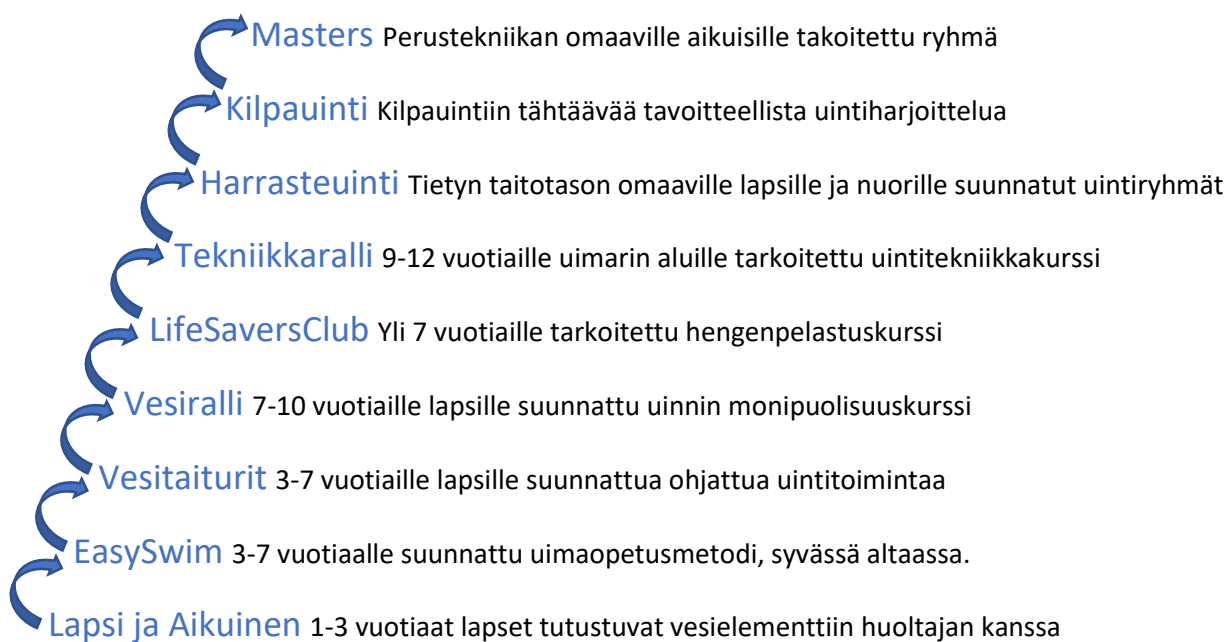 Masters Perustekniikan omaaville aikuisille takoitettu ryhmä
Kilpauinti Kilpauintiin tähtäävää tavoitteellista uintiharjoittelua
Harrasteuinti Tietyn taitotason omaaville lapsille ja nuorille suunnatut uintiryhmät
Tekniikkaralli 9-12 vuotiaille uimarin aluille tarkoitettu uintitekniikkakurssi
LifeSaversClub Yli 7 vuotiaille tarkoitettu hengenpelastuskurssi
Vesiralli 7-10 vuotiaille lapsille suunnattu uinnin monipuolisuuskurssi
Vesitaiturit 3-7 vuotiaille lapsille suunnattua ohjattua uintitoimintaa
EasySwim 3-7 vuotiaalle suunnattu uimaopetusmetodi, syvässä altaassa.
Lapsi ja Aikuinen 1-3 vuotiaat lapset tutustuvat vesielementtiin huoltajan kanssa